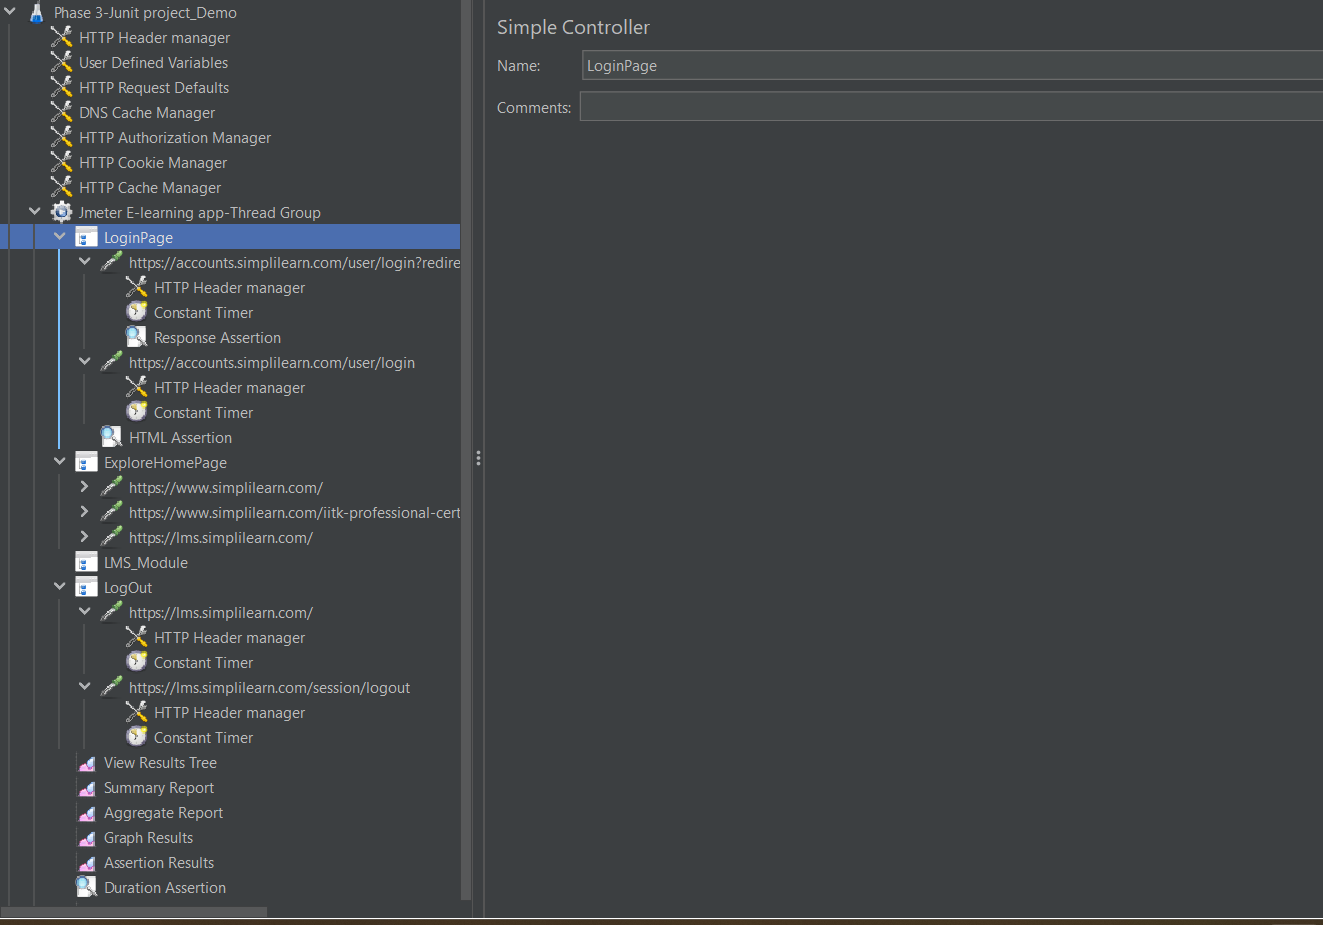 Phase 3-Junit project_Demo
HTTP Header manager
User Defined Variables
HTTP Request Defaults
DNS Cache Manager
HTTP Authorization Manager
HTTP Cookie Manager
HTTP Cache Manager
Jmeter E-learning app-Thread Group
LoginPage
https://accounts.simplilearn.com/user/login?redire
HTTP Header manager
Constant Timer
Response Assertion
https://accounts.simplilearn.com/user/login
HTTP Header manager
Constant Timer
HTML Assertion
ExploreHomePage
https://www.simplilearn.com/
https://www.simplilearn.com/iitk-professional-cert
https://lms.simplilearn.com/
LMS_Module
LogOut
https://lms.simplilearn.com/
HTTP Header manager
Constant Timer
https://lms.simplilearn.com/session/logout
HTTP Header manager
Constant Timer
View Results Tree
Summary Report
Aggregate Report
Graph Results
Assertion Results
Duration Assertion
Simple Controller
Name: LoginPage
Comments: